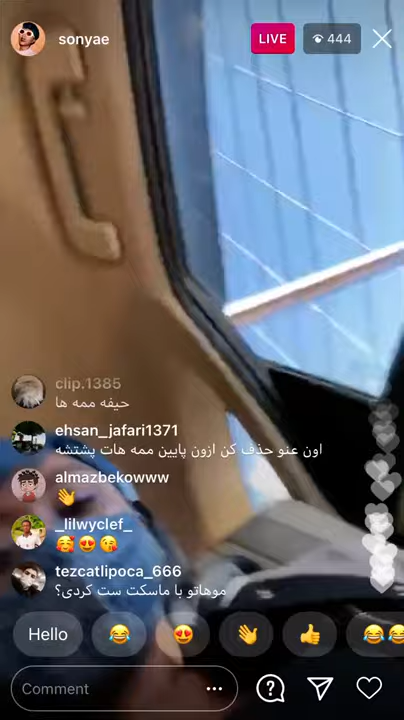 sonyae
LIVE
444
clip.1385
حیفه ممه ها
ehsan_jafari1371
اون عنو حذف کن ازون پایین ممه هات پشتشه
almazbekowww
👋
_lilwyclef_
🥰😍😘
tezcatlipoca_666
موهاتو با ماسکت ست کردی؟
Hello 😂 😍 👋 👍 😂😂
Comment